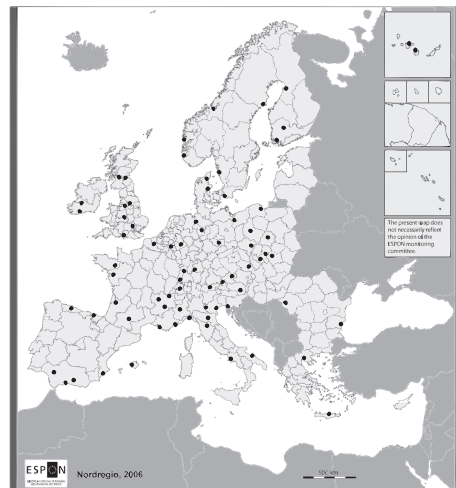 The present map does
not necessarily reflect
the opinion of the
ESPON monitoring
committee.
500 km
ESPON
Nordregio, 2006